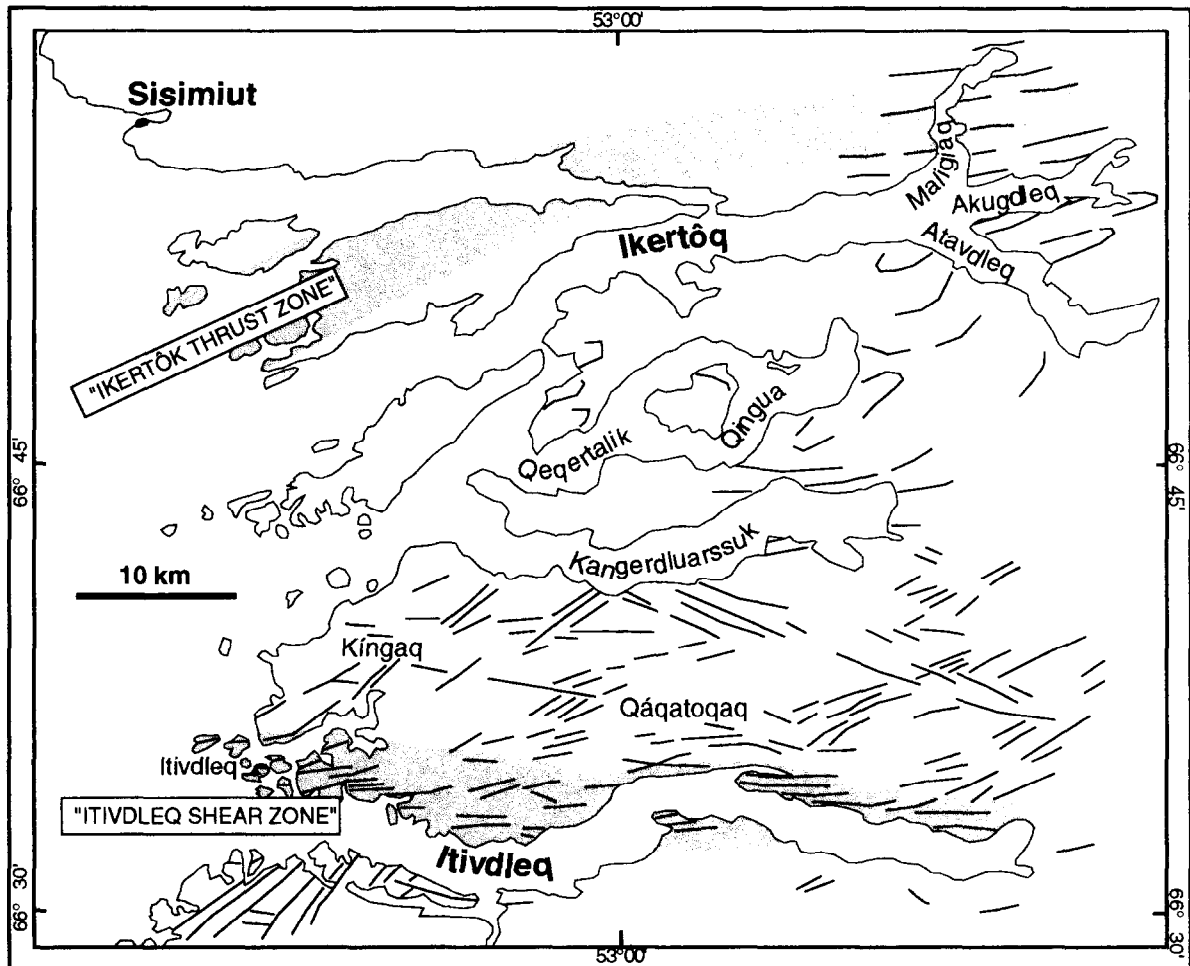 53°00'
Sisimiut
Maligiaq
Akugdleq
Ikertôq
Atavdleq
"IKERTÔK THRUST ZONE"
Qingua
Qeqertalik
66° 45'
66° 45'
Kangerdluarssuk
10 km
Kíngaq
Qáqatoqaq
Itivdleq
"ITIVDLEQ SHEAR ZONE"
Itivdleq
66° 30'
66° 30'
53°00'